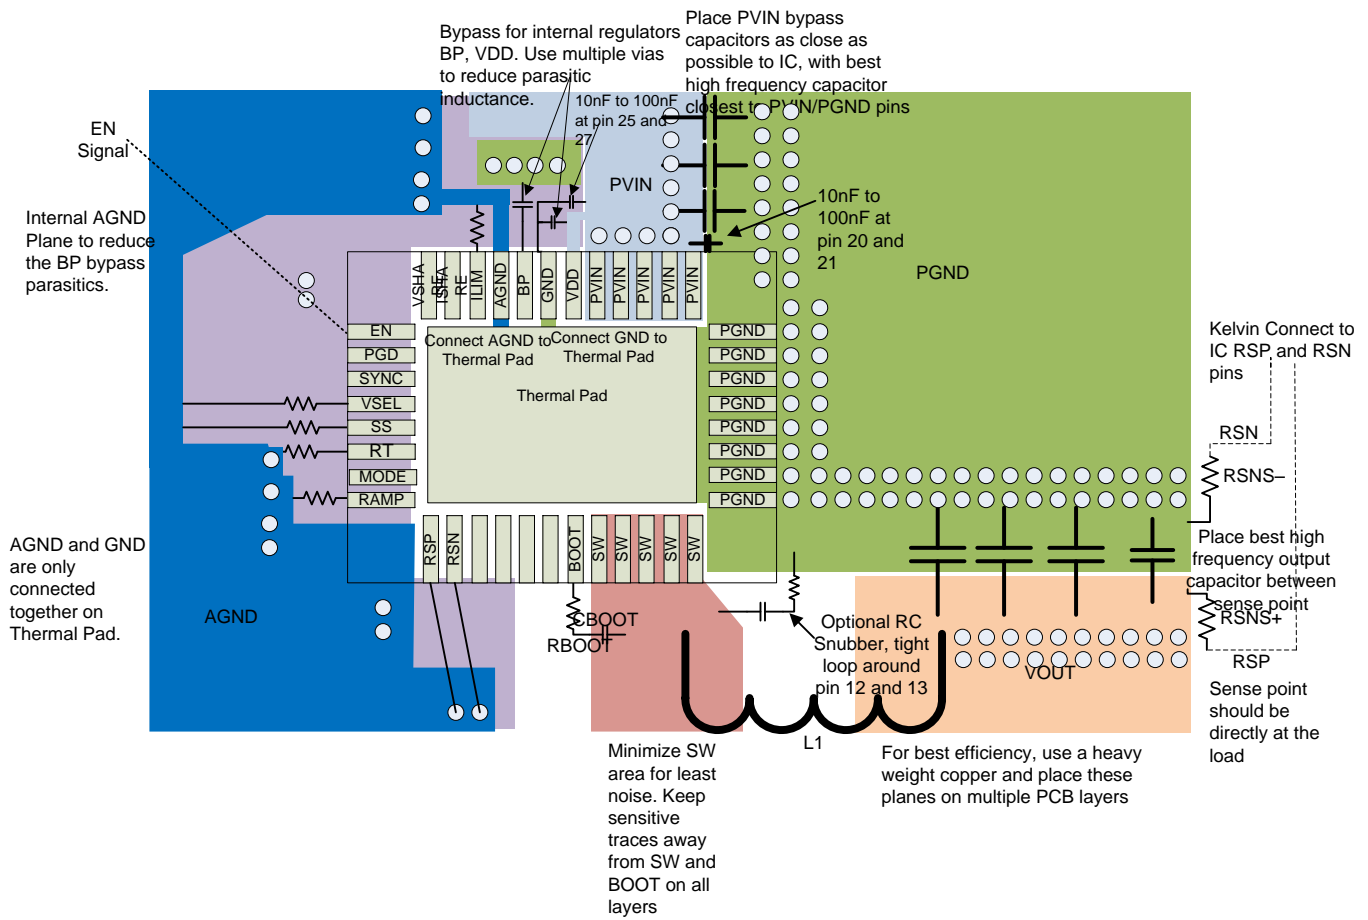 Bypass for internal regulators
BP, VDD. Use multiple vias
to reduce parasitic
inductance.
Place PVIN bypass
capacitors as close as
possible to IC, with best
high frequency capacitor
closest to PVIN/PGND pins
10nF to 100nF
at pin 25 and
27
EN
Signal
PVIN
10nF to
100nF at
pin 20 and
21
Internal AGND
Plane to reduce
the BP bypass
parasitics.
PGND
VSHA
RE
ISHA
RE
ILIM
AGND
BP
GND
VDD
PVIN
PVIN
PVIN
PVIN
PVIN
EN
PGD
SYNC
VSEL
SS
RT
MODE
RAMP
Connect AGND to
Thermal Pad
Connect GND to
Thermal Pad
Thermal Pad
PGND
PGND
PGND
PGND
PGND
PGND
PGND
PGND
Kelvin Connect to
IC RSP and RSN
pins
RSN
RSNS–
RSP
RSN
BOOT
SW
SW
SW
SW
SW
AGND and GND
are only
connected
together on
Thermal Pad.
AGND
CBOOT
RBOOT
Optional RC
Snubber, tight
loop around
pin 12 and 13
Place best high
frequency output
capacitor between
sense point
RSNS+
RSP
VOUT
L1
Sense point
should be
directly at the
load
Minimize SW
area for least
noise. Keep
sensitive
traces away
from SW and
BOOT on all
layers
For best efficiency, use a heavy
weight copper and place these
planes on multiple PCB layers